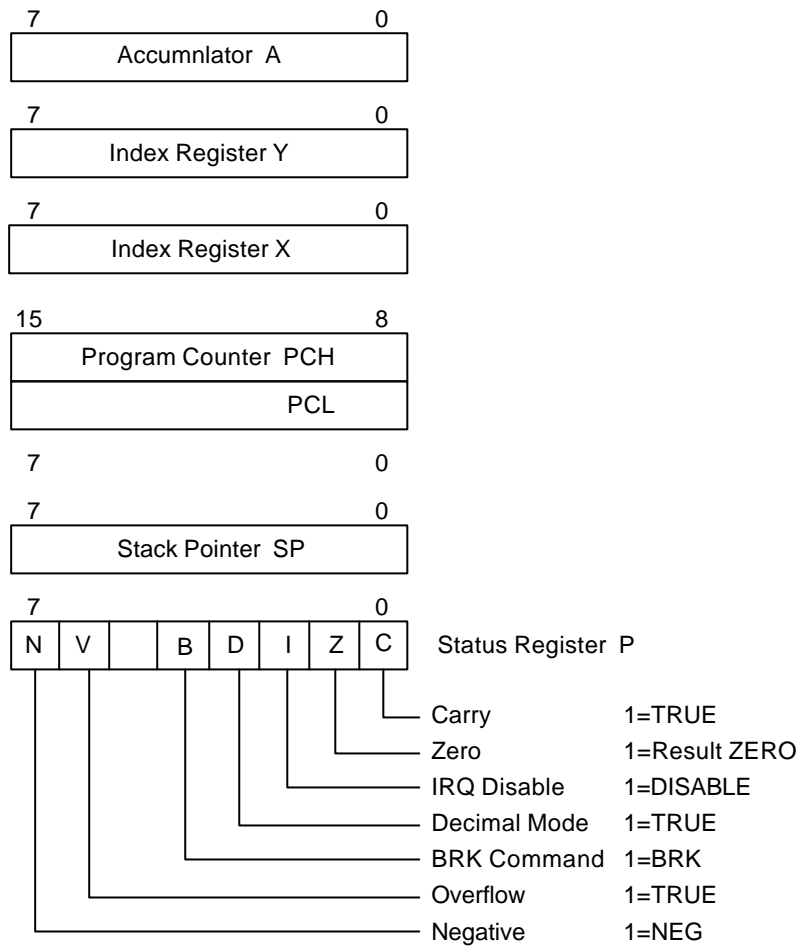 7 0
Accumnlator A
7 0
Index Register Y
7 0
Index Register X
15 8
Program Counter PCH
PCL
7 0
7 0
Stack Pointer SP
7 0
N V B D I Z C Status Register P
Carry 1=TRUE
Zero 1=Result ZERO
IRQ Disable 1=DISABLE
Decimal Mode 1=TRUE
BRK Command 1=BRK
Overflow 1=TRUE
Negative 1=NEG